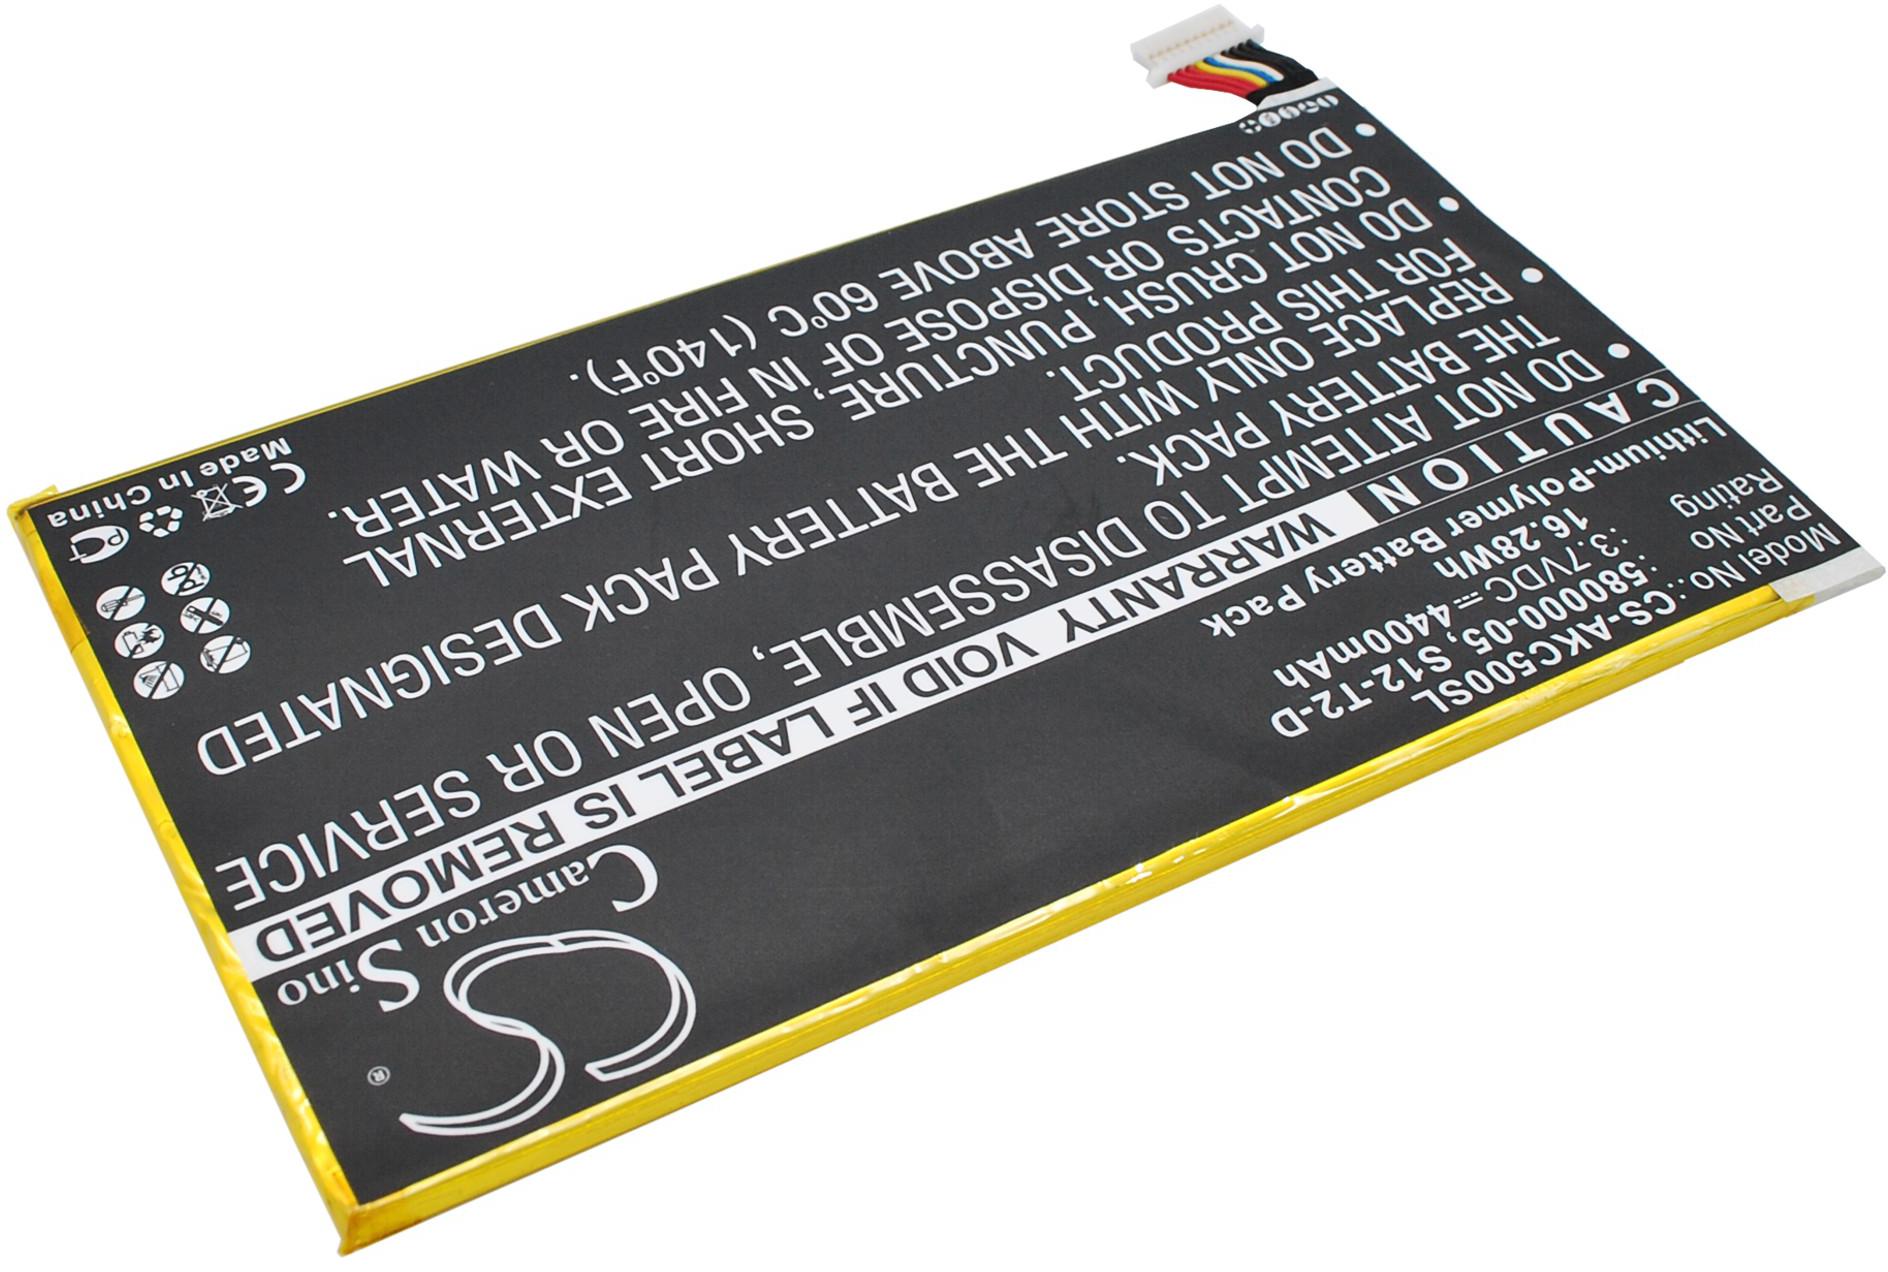 Cameron Sino
®
Model No.: CS-AKC500SL
Part No : 580000-05, S12-T2-D
Rating : 3.7VDC ⎓ 4400mAh
16.28Wh
Lithium-Polymer Battery Pack
CAUTION WARRANTY VOID IF LABEL IS REMOVED
• DO NOT ATTEMPT TO DISASSEMBLE, OPEN OR SERVICE
THE BATTERY PACK.
• REPLACE ONLY WITH THE BATTERY PACK DESIGNATED
FOR THIS PRODUCT.
• DO NOT CRUSH, PUNCTURE, SHORT EXTERNAL
CONTACTS OR DISPOSE OF IN FIRE OR WATER.
• DO NOT STORE ABOVE 60°C (140°F).
CE
Made in China